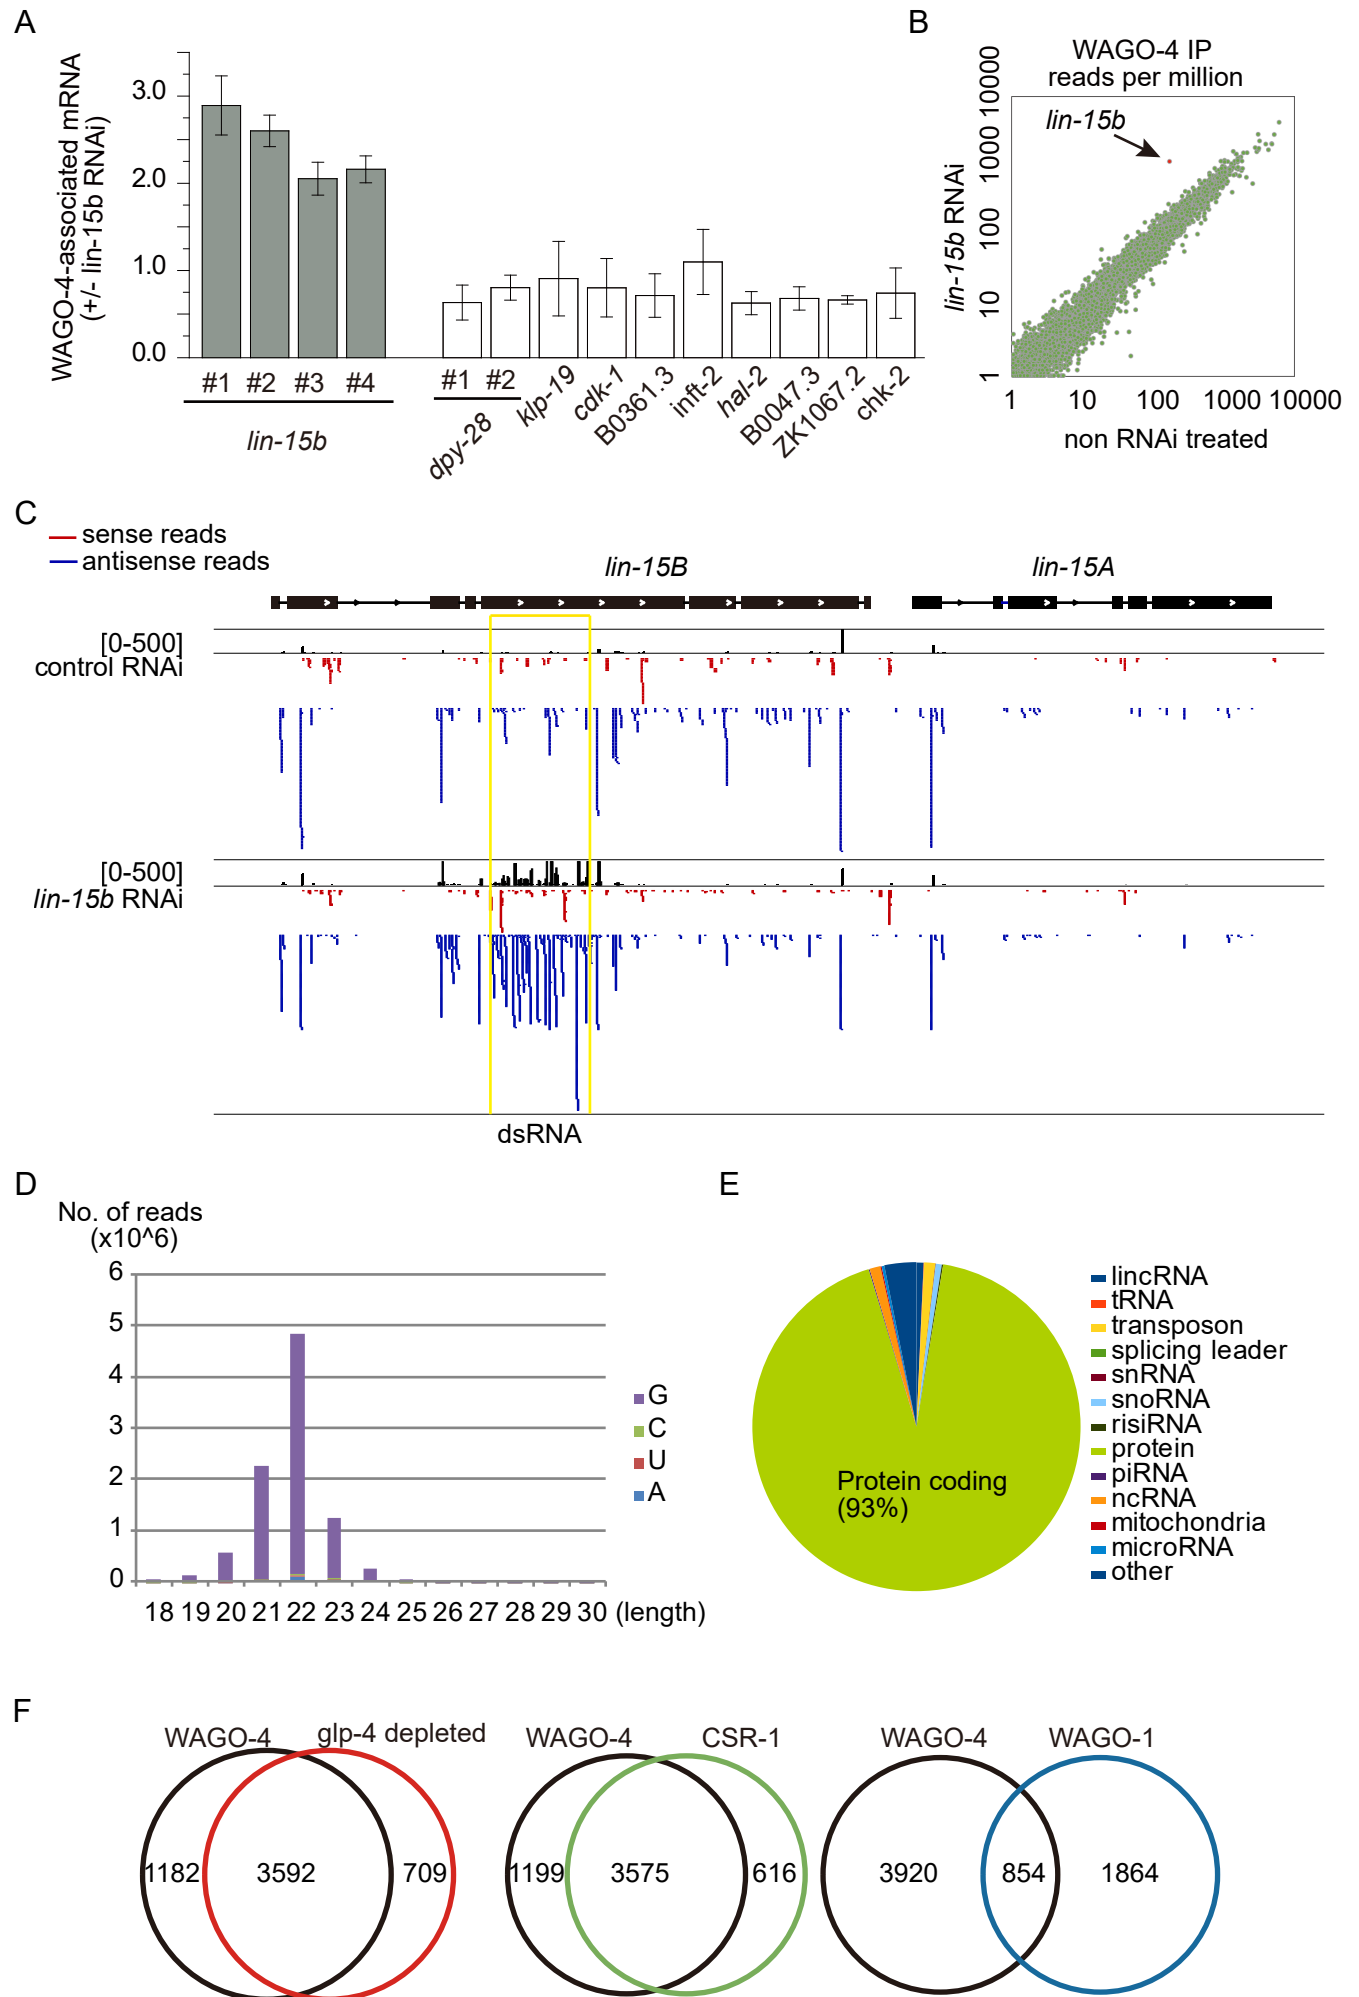 A
WAGO-4-associated mRNA
(+/- lin-15b RNAi)
3.0
2.0
1.0
0.0
#1 #2 #3 #4
lin-15b
#1 #2
dpy-28
klp-19
cdk-1
B0361.3
inft-2
hal-2
B0047.3
ZK1067.2
chk-2
B
WAGO-4 IP
reads per million
lin-15b
lin-15b RNAi
10000
1000
100
10
1
1 10 100 1000 10000
non RNAi treated
C
sense reads
antisense reads
lin-15B
lin-15A
[0-500]
control RNAi
[0-500]
lin-15b RNAi
dsRNA
D
No. of reads
(x10^6)
6
5
4
3
2
1
0
18 19 20 21 22 23 24 25 26 27 28 29 30 (length)
G
C
U
A
E
Protein coding
(93%)
lincRNA
tRNA
transposon
splicing leader
snRNA
snoRNA
risiRNA
protein
piRNA
ncRNA
mitochondria
microRNA
other
F
WAGO-4 glp-4 depleted
1182 3592 709
WAGO-4 CSR-1
1199 3575 616
WAGO-4 WAGO-1
3920 854 1864